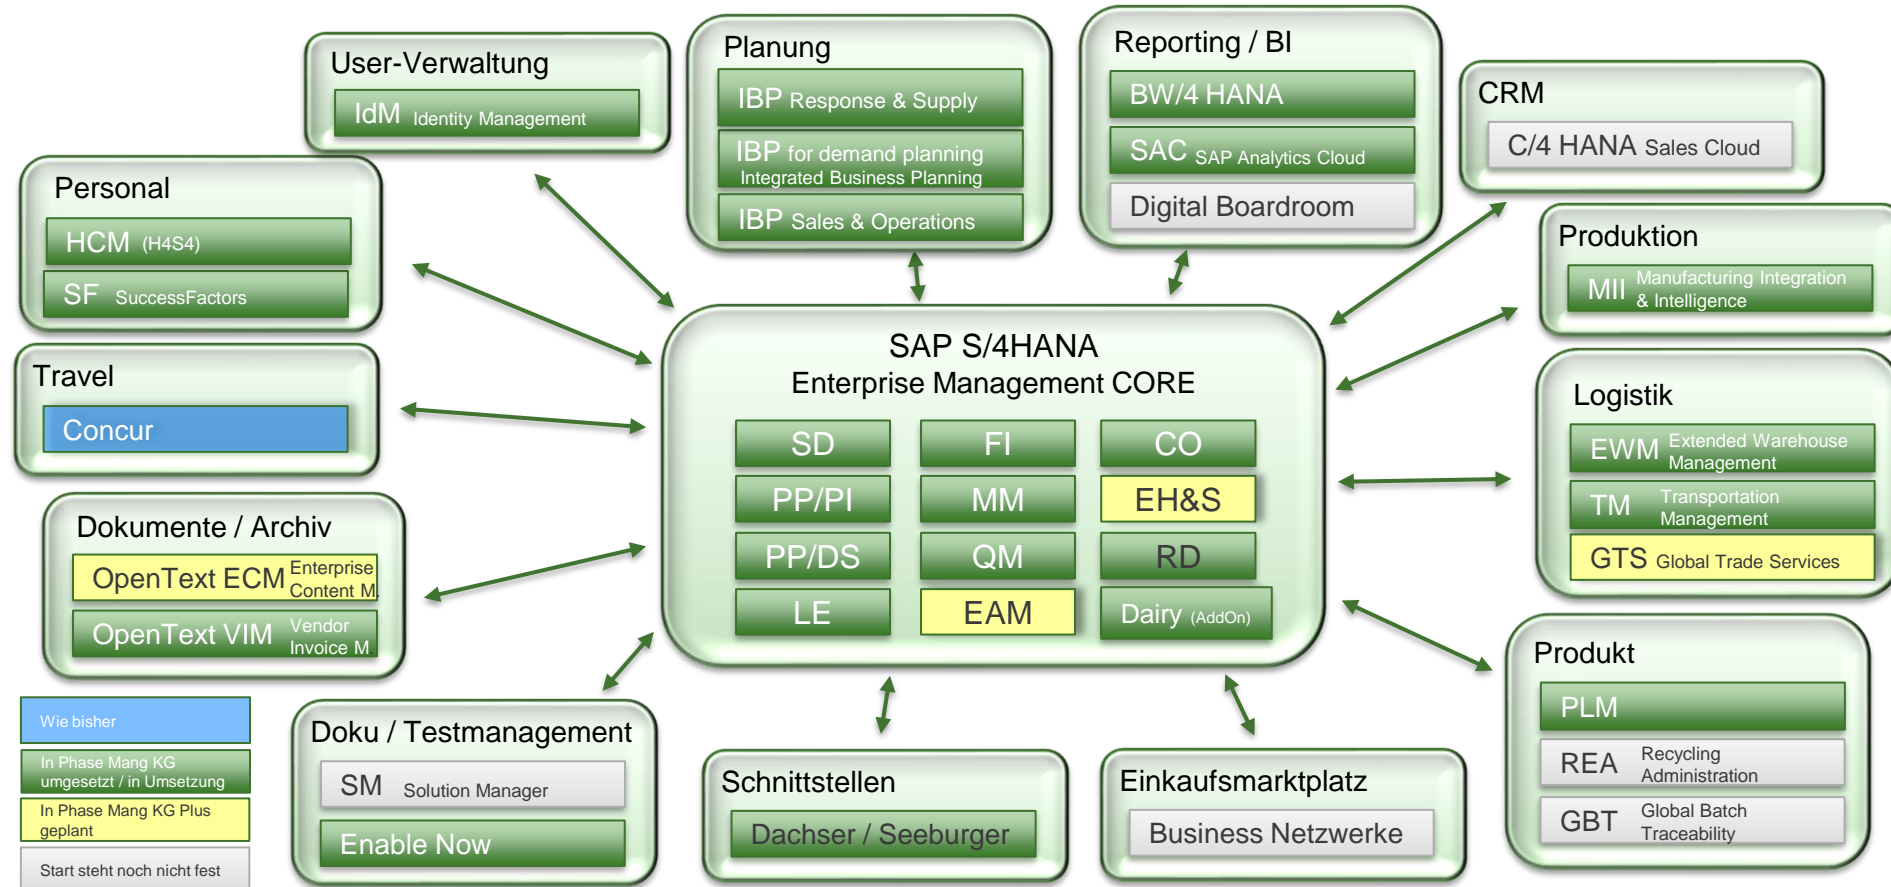 User-Verwaltung
IdM Identity Management
Planung
IBP Response & Supply
IBP for demand planning
Integrated Business Planning
IBP Sales & Operations
Reporting / BI
BW/4 HANA
SAC SAP Analytics Cloud
Digital Boardroom
CRM
C/4 HANA Sales Cloud
Personal
HCM (H4S4)
SF SuccessFactors
Produktion
MII Manufacturing Integration
& Intelligence
Travel
Concur
SAP S/4HANA
Enterprise Management CORE
SD FI CO
PP/PI MM EH&S
PP/DS QM RD
LE EAM Dairy (AddOn)
Logistik
EWM Extended Warehouse
Management
TM Transportation
Management
GTS Global Trade Services
Dokumente / Archiv
OpenText ECM Enterprise
Content M.
OpenText VIM Vendor
Invoice M.
Produkt
PLM
REA Recycling
Administration
GBT Global Batch
Traceability
Doku / Testmanagement
SM Solution Manager
Enable Now
Schnittstellen
Dachser / Seeburger
Einkaufsmarktplatz
Business Netzwerke
Wie bisher
In Phase Mang KG
umgesetzt / in Umsetzung
In Phase Mang KG Plus
geplant
Start steht noch nicht fest